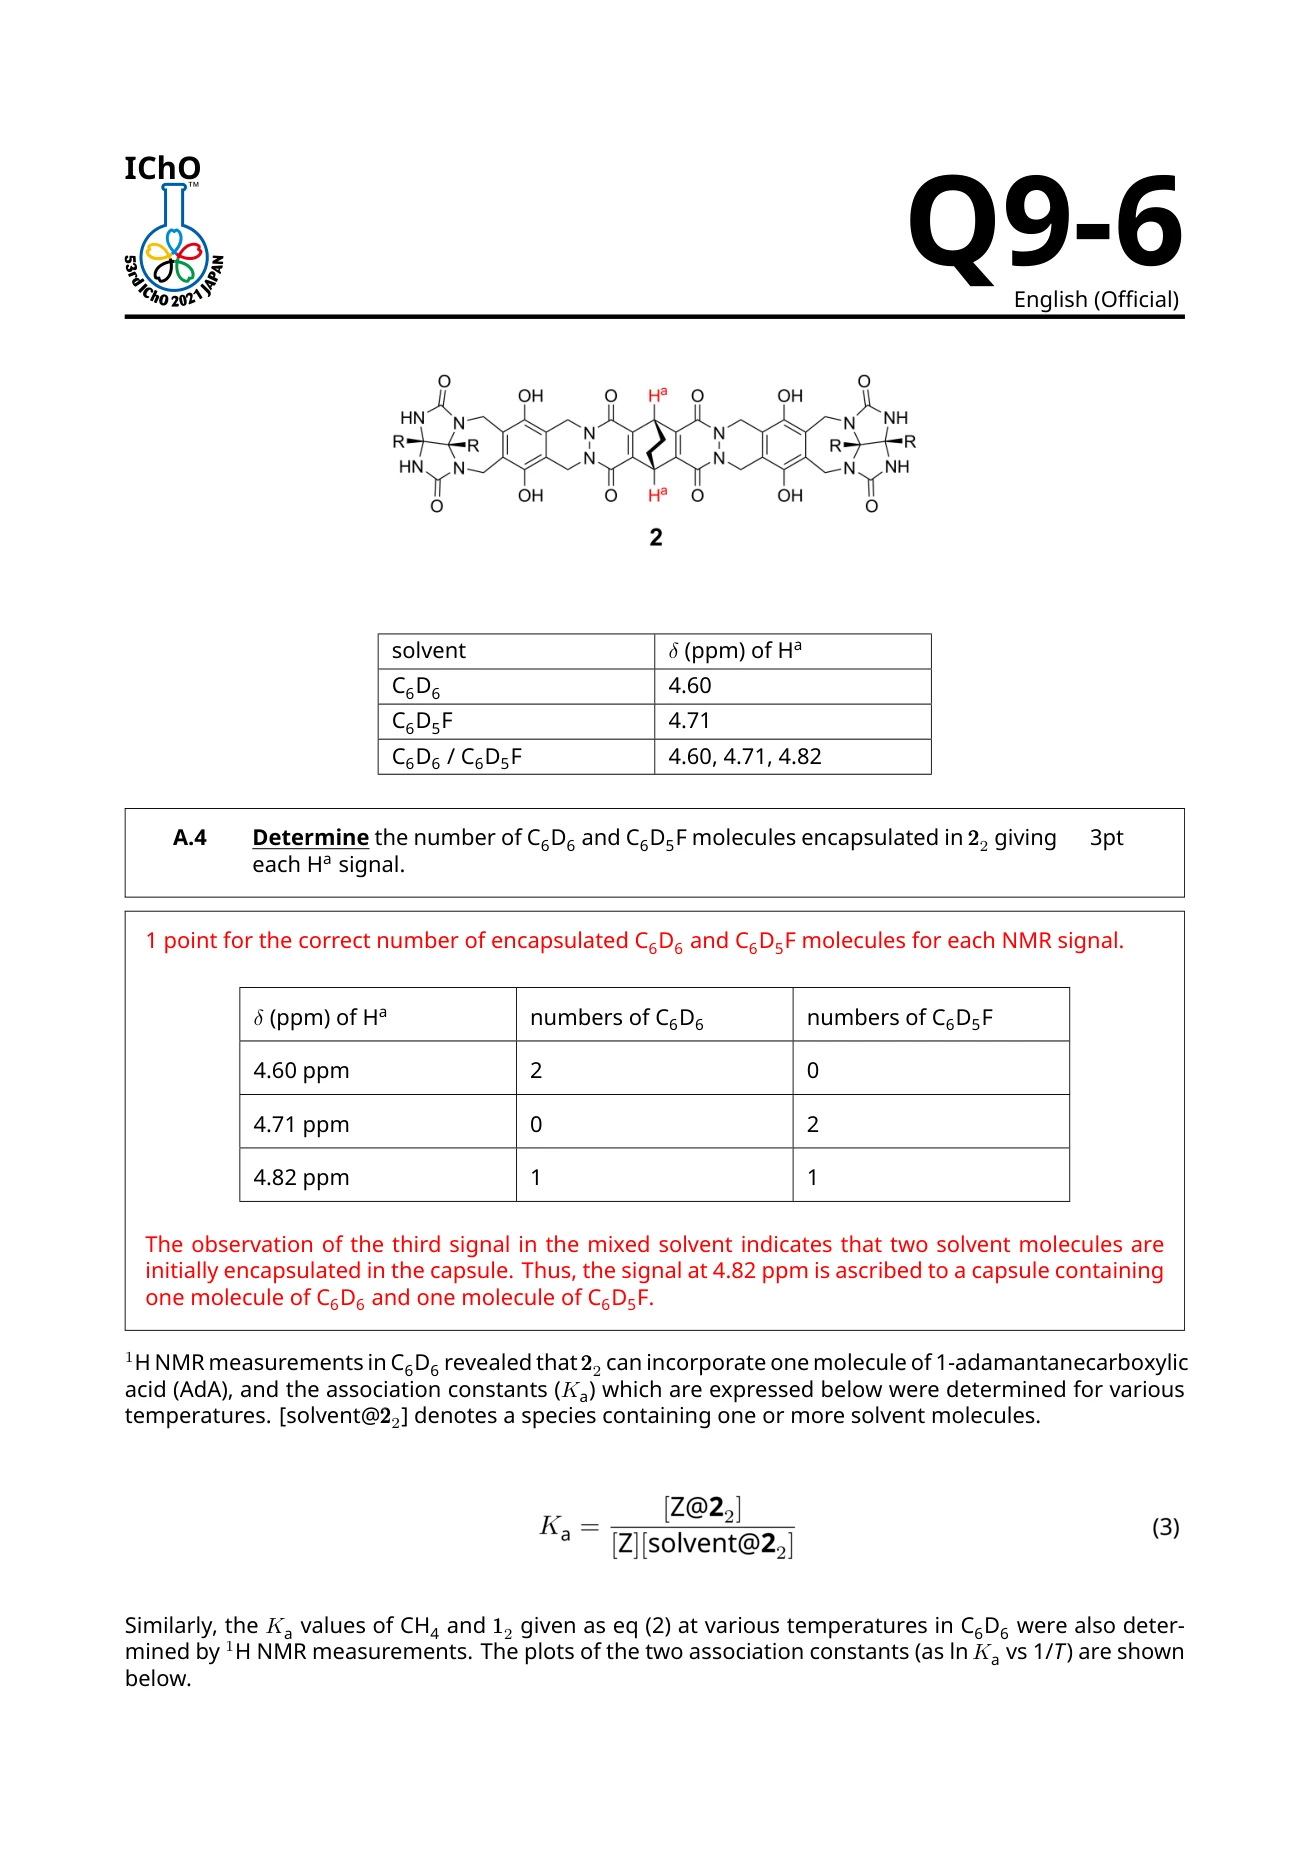 IChO
TM
53rd IChO 2021 JAPAN
Q9-6
English (Official)
O OH O Hᵃ O OH O
HN N N N N NH
R R R R
HN N N N N NH
O OH O Hᵃ O OH O
2
solvent δ (ppm) of Hᵃ
C₆D₆ 4.60
C₆D₅F 4.71
C₆D₆ / C₆D₅F 4.60, 4.71, 4.82
A.4 Determine the number of C₆D₆ and C₆D₅F molecules encapsulated in 2₂ giving 3pt
each Hᵃ signal.
1 point for the correct number of encapsulated C₆D₆ and C₆D₅F molecules for each NMR signal.
δ (ppm) of Hᵃ numbers of C₆D₆ numbers of C₆D₅F
4.60 ppm 2 0
4.71 ppm 0 2
4.82 ppm 1 1
The observation of the third signal in the mixed solvent indicates that two solvent molecules are
initially encapsulated in the capsule. Thus, the signal at 4.82 ppm is ascribed to a capsule containing
one molecule of C₆D₆ and one molecule of C₆D₅F.
¹H NMR measurements in C₆D₆ revealed that 2₂ can incorporate one molecule of 1-adamantanecarboxylic
acid (AdA), and the association constants (Kₐ) which are expressed below were determined for various
temperatures. [solvent@2₂] denotes a species containing one or more solvent molecules.
Kₐ = [Z@2₂] / [Z][solvent@2₂] (3)
Similarly, the Kₐ values of CH₄ and 1₂ given as eq (2) at various temperatures in C₆D₆ were also deter-
mined by ¹H NMR measurements. The plots of the two association constants (as ln Kₐ vs 1/T) are shown
below.